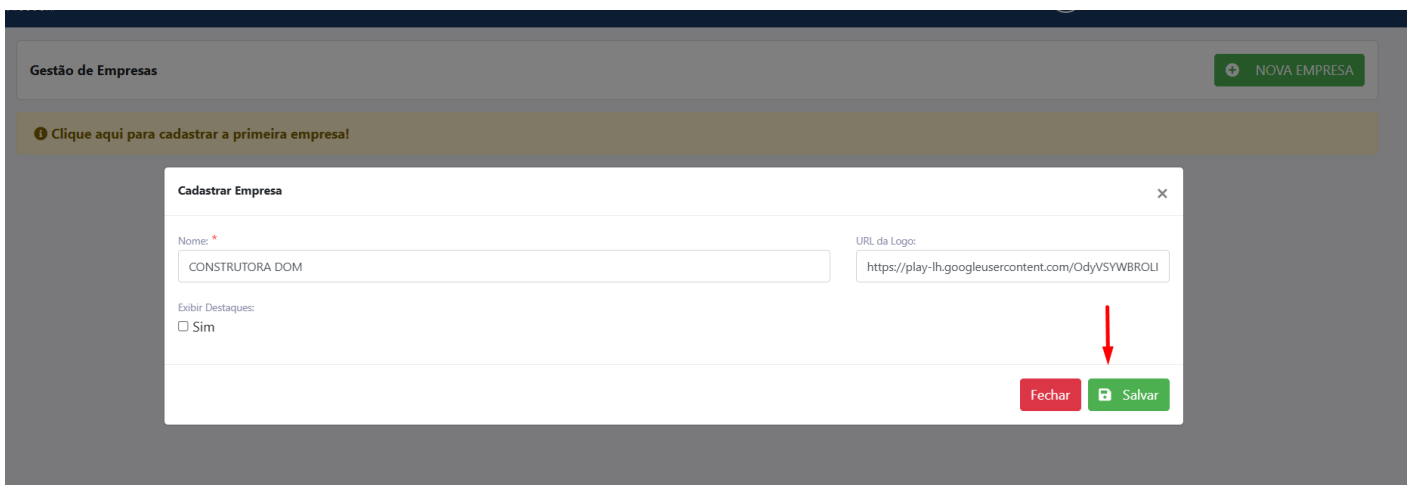 Gestão de Empresas
NOVA EMPRESA
Clique aqui para cadastrar a primeira empresa!
Cadastrar Empresa
×
Nome: *
URL da Logo:
CONSTRUTORA DOM
https://play-lh.googleusercontent.com/OdyVSYWBROLI
Exibir Destaques:
Sim
Fechar
Salvar